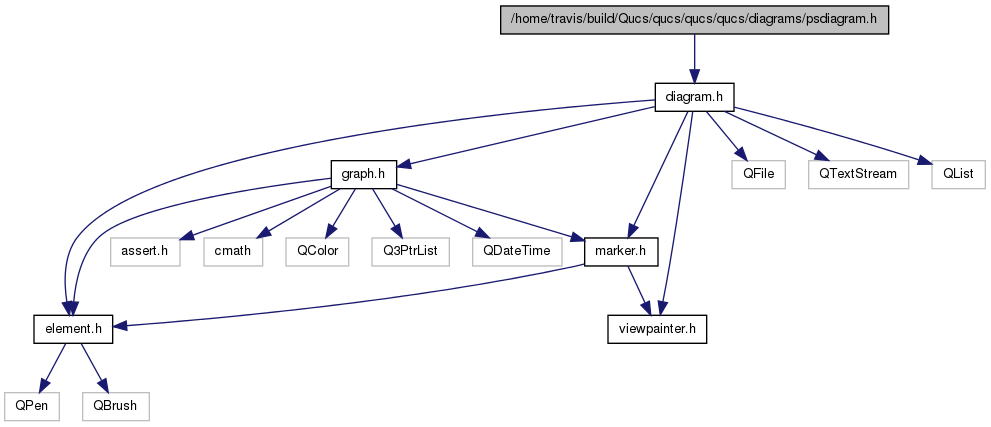 /home/travis/build/Qucs/qucs/qucs/qucs/diagrams/psdiagram.h
diagram.h
graph.h
QFile
QTextStream
QList
assert.h
cmath
QColor
Q3PtrList
QDateTime
marker.h
element.h
viewpainter.h
QPen
QBrush